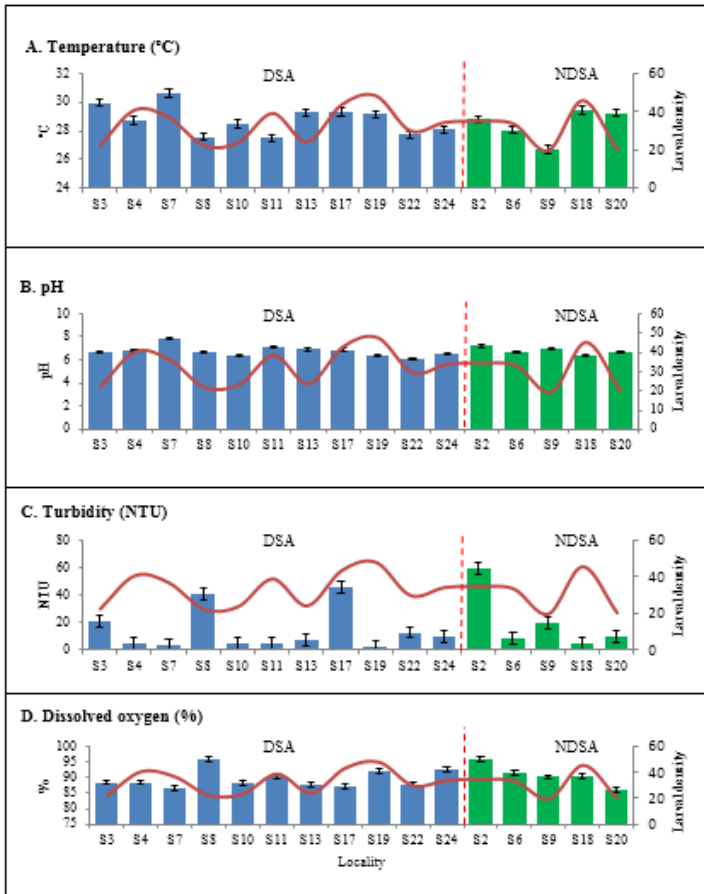 A. Temperature (°C)
DSA
NDSA
32
30
28
26
24
°C
60
40
20
0
Larval density
S3 S4 S7 S8 S10 S11 S13 S17 S19 S22 S24 S2 S6 S9 S18 S20
B. pH
DSA
NDSA
10
8
6
4
2
0
pH
60
50
40
30
20
10
0
Larval density
S3 S4 S7 S8 S10 S11 S13 S17 S19 S22 S24 S2 S6 S9 S18 S20
C. Turbidity (NTU)
DSA
NDSA
80
60
40
20
0
NTU
60
40
20
0
Larval density
S3 S4 S7 S8 S10 S11 S13 S17 S19 S22 S24 S2 S6 S9 S18 S20
D. Dissolved oxygen (%)
DSA
NDSA
100
95
90
85
80
75
%
60
40
20
0
Larval density
S3 S4 S7 S8 S10 S11 S13 S17 S19 S22 S24 S2 S6 S9 S18 S20
Locality